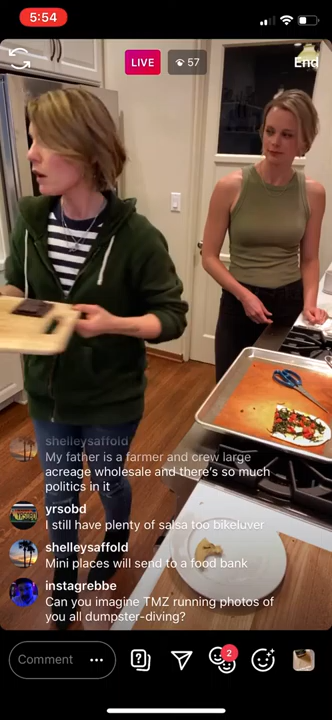 5:54
LIVE
57
End
shelleysaffold
My father is a farmer and crew large
acreage wholesale and there's so much
politics in it
yrsobd
I still have plenty of salsa too bikeluver
shelleysaffold
Mini places will send to a food bank
instagrebbe
Can you imagine TMZ running photos of
you all dumpster-diving?
Comment
2